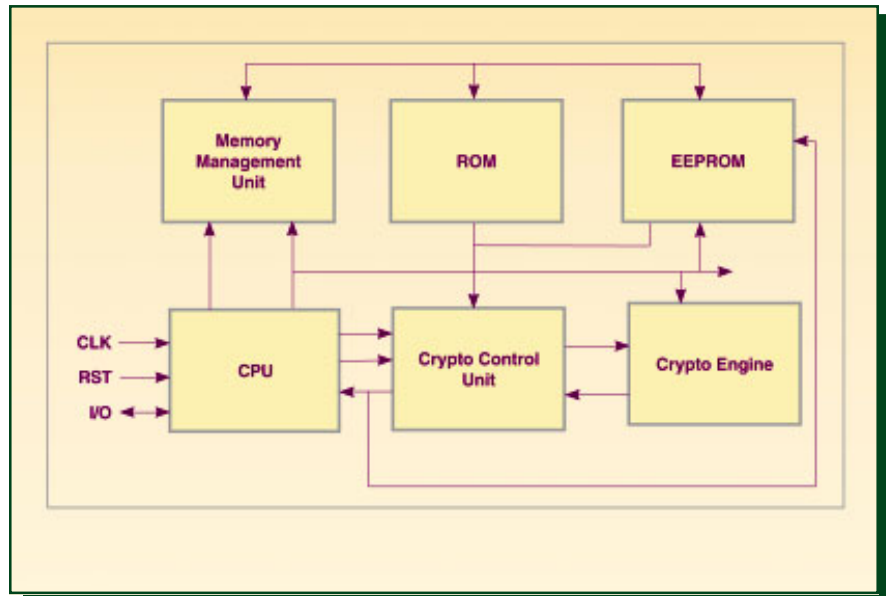 Memory
Management
Unit
ROM
EEPROM
CLK
RST
I/O
CPU
Crypto Control
Unit
Crypto Engine